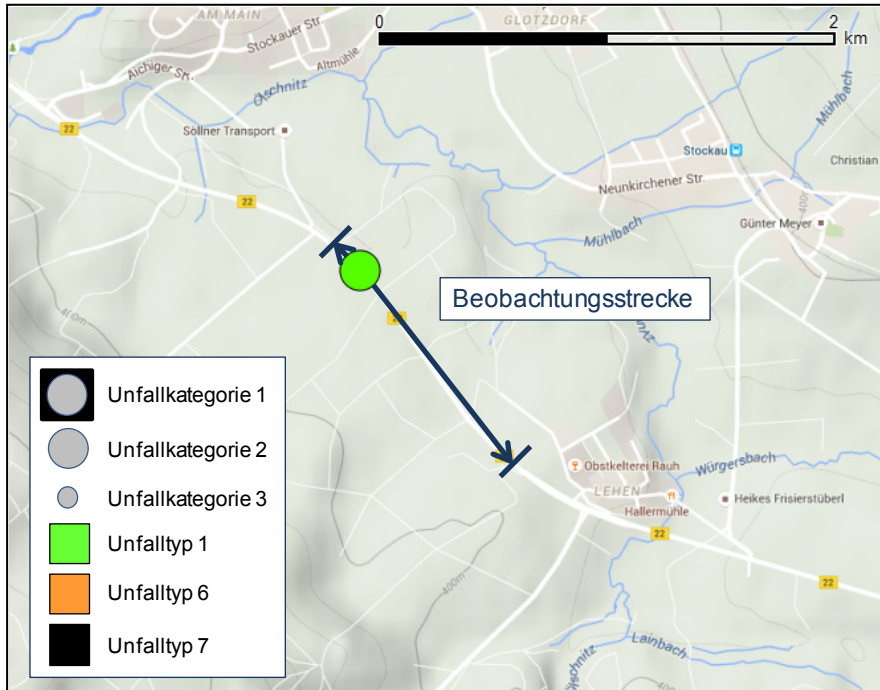 AM MAIN
Stockauer Str
GLOTZDORF
0
2
km
Aichiger Str.
Altmühle
Ölschnitz
22
Söllner Transport
22
Mühlbach
Stockau
Christian
Neunkirchener Str.
400m
Günter Meyer
Mühlbach
Beobachtungsstrecke
400m
Unfallkategorie 1
Unfallkategorie 2
Unfallkategorie 3
Unfalltyp 1
Unfalltyp 6
Unfalltyp 7
Obstkelterei Rauh
Würgersbach
LEHEN
Heikes Frisierstüberl
Hallermühle
22
22
400m
Lainbach